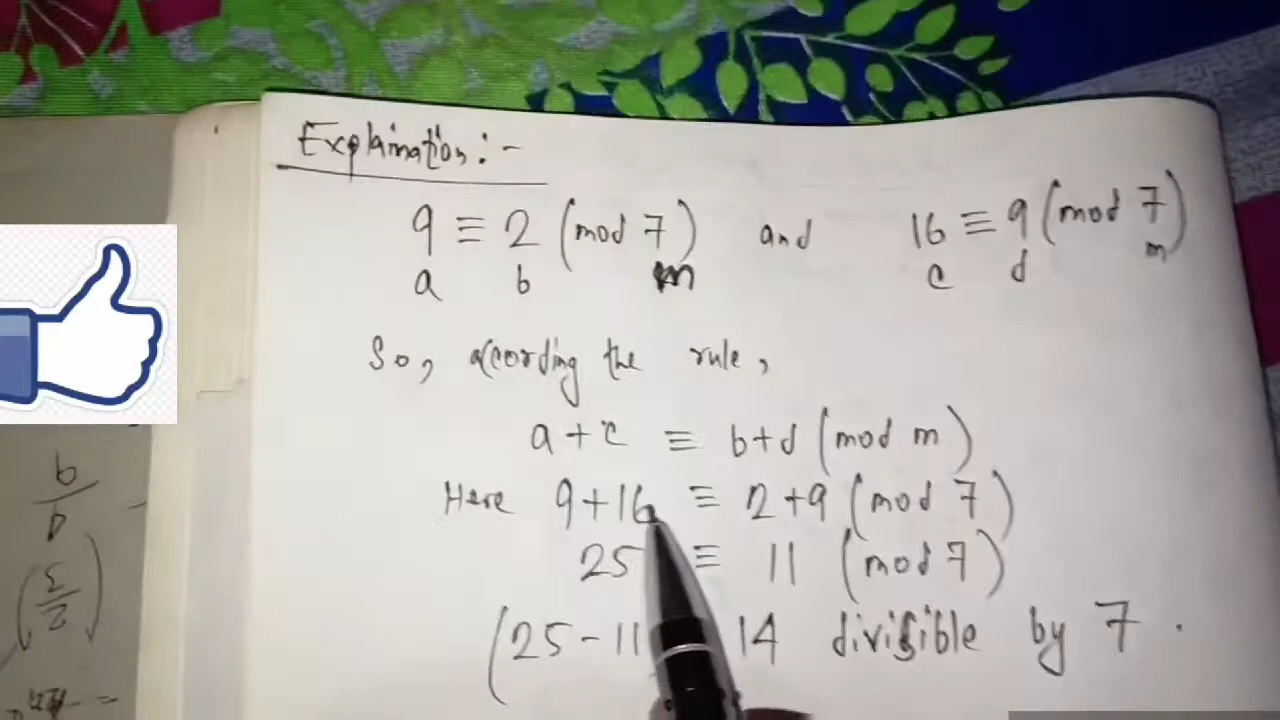 Explaination:-
9 ≡ 2 (mod 7) and 16 ≡ 9 (mod 7)
a b m c d m
So, acording the rule,
a+c ≡ b+d (mod m)
Here 9+16 ≡ 2+9 (mod 7)
25 ≡ 11 (mod 7)
(25-11 14 divisible by 7.